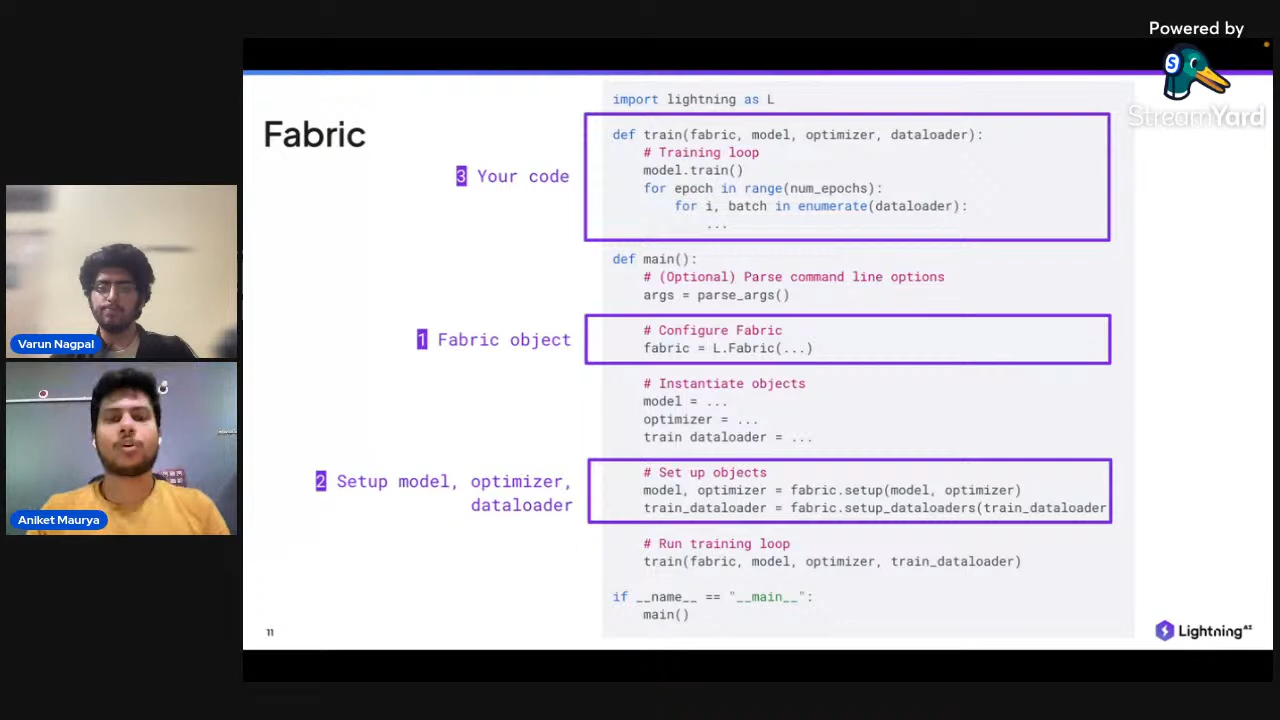 Powered by
StreamYard
Fabric
import lightning as L
3 Your code
def train(fabric, model, optimizer, dataloader):
# Training loop
model.train()
for epoch in range(num_epochs):
for i, batch in enumerate(dataloader):
...
def main():
# (Optional) Parse command line options
args = parse_args()
1 Fabric object
# Configure Fabric
fabric = L.Fabric(...)
# Instantiate objects
model = ...
optimizer = ...
train dataloader = ...
2 Setup model, optimizer,
dataloader
# Set up objects
model, optimizer = fabric.setup(model, optimizer)
train_dataloader = fabric.setup_dataloaders(train_dataloader
# Run training loop
train(fabric, model, optimizer, train_dataloader)
if __name__ == "__main__":
main()
11
Lightning AI
Varun Nagpal
Aniket Maurya